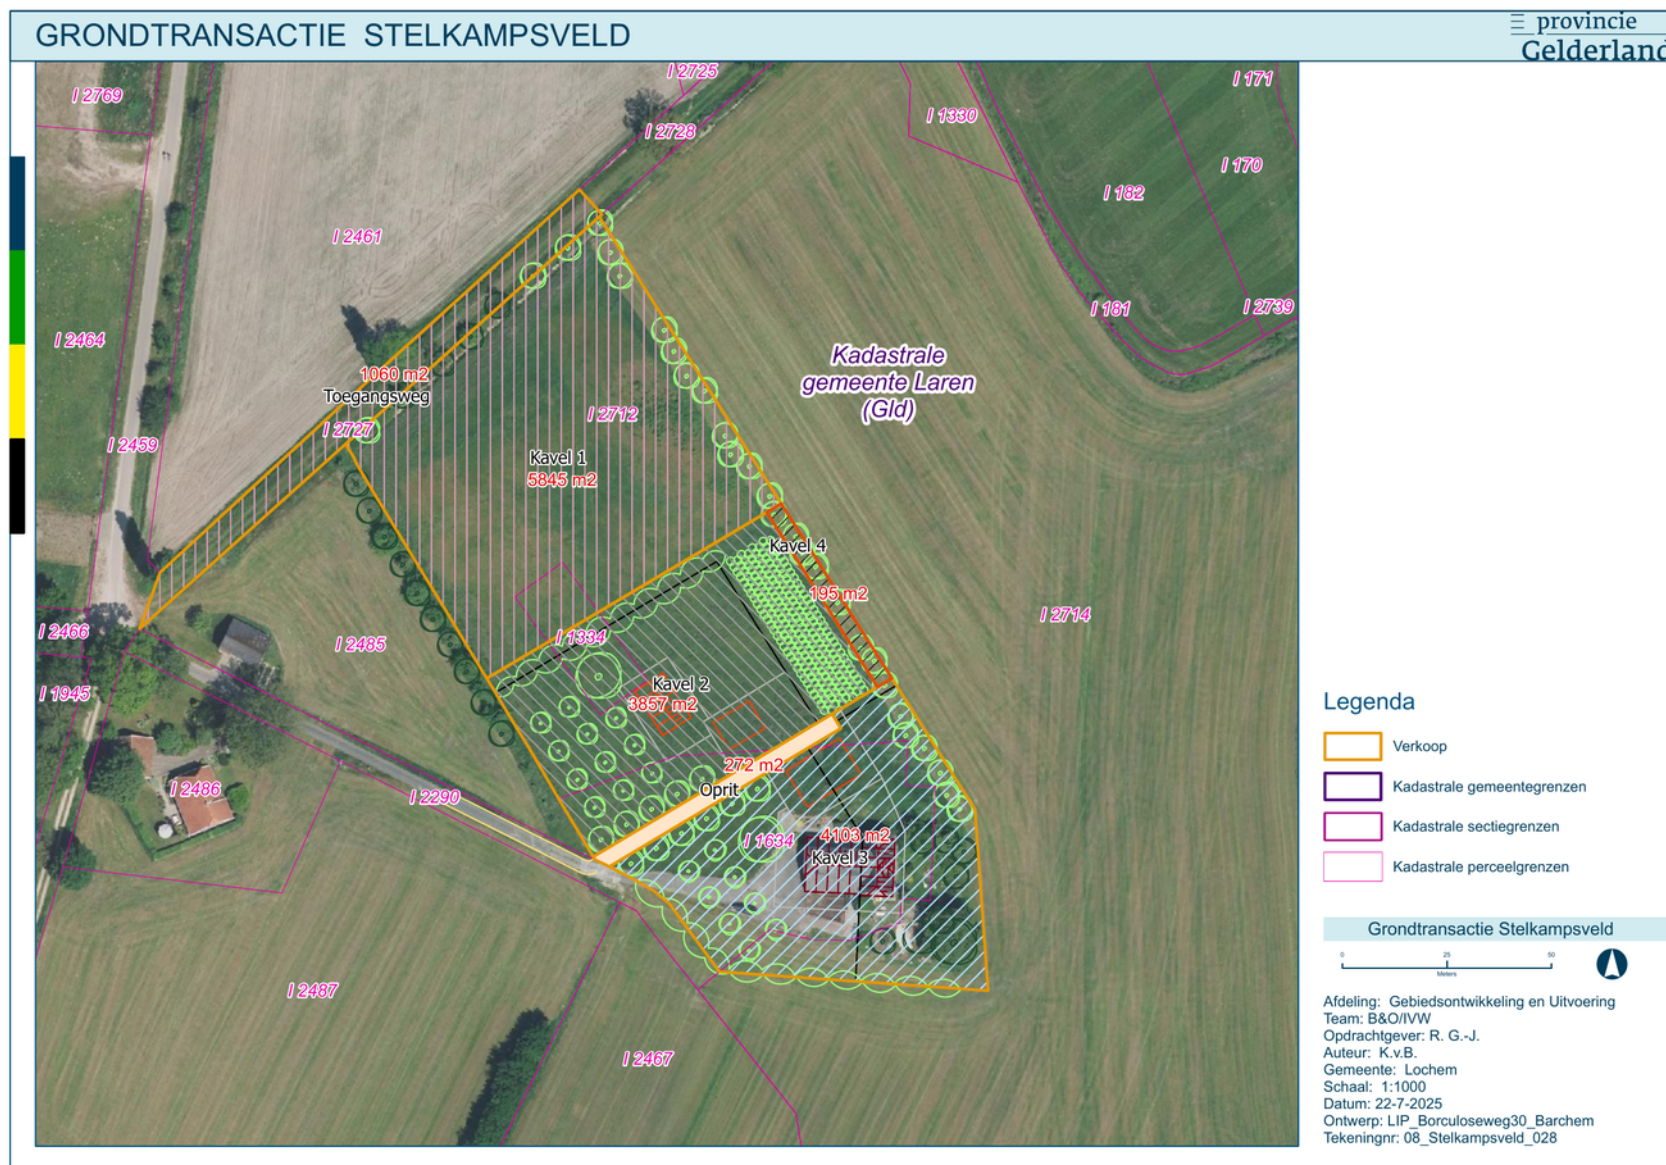 GRONDTRANSACTIE STELKAMPSVELD
provincie
Gelderland
I 2725
I 171
I 2769
I 1330
I 2728
I 170
I 182
I 2461
I 181
I 2739
I 2464
Kadastrale
gemeente Laren
(Gld)
1060 m2
Toegangsweg
I 2712
I 2727
I 2459
Kavel 1
5845 m2
Kavel 4
195 m2
I 2714
I 2466
I 1334
I 2485
I 1945
Kavel 2
3857 m2
272 m2
Oprit
I 2486
I 2290
4103 m2
I 1634
Kavel 3
I 2487
I 2467
Legenda
Verkoop
Kadastrale gemeentegrenzen
Kadastrale sectiegrenzen
Kadastrale perceelgrenzen
Grondtransactie Stelkampsveld
0 25 50
Meters
Afdeling: Gebiedsontwikkeling en Uitvoering
Team: B&O/IVW
Opdrachtgever: R. G.-J.
Auteur: K.v.B.
Gemeente: Lochem
Schaal: 1:1000
Datum: 22-7-2025
Ontwerp: LIP_Borculoseweg30_Barchem
Tekeningnr: 08_Stelkampsveld_028